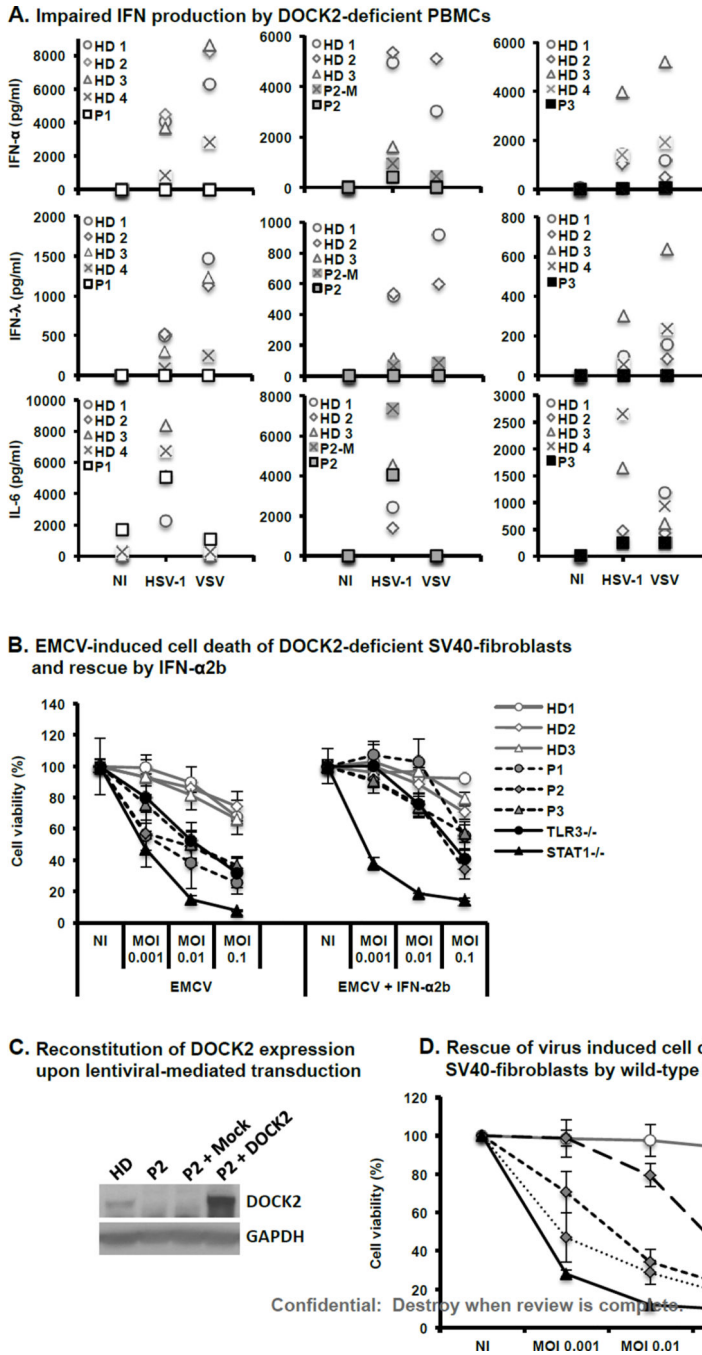 A. Impaired IFN production by DOCK2-deficient PBMCs
IFN-α (pg/ml)
10000
8000
6000
4000
2000
0
HD 1
HD 2
HD 3
HD 4
P1
6000
4000
2000
0
HD 1
HD 2
HD 3
P2-M
P2
6000
4000
2000
0
HD 1
HD 2
HD 3
HD 4
P3
IFN-λ (pg/ml)
2000
1500
1000
500
0
HD 1
HD 2
HD 3
HD 4
P1
1,000
800
600
400
200
0
HD 1
HD 2
HD 3
P2-M
P2
800
600
400
200
0
HD 1
HD 2
HD 3
HD 4
P3
IL-6 (pg/ml)
10000
8000
6000
4000
2000
0
HD 1
HD 2
HD 3
HD 4
P1
8000
6000
4000
2000
0
HD 1
HD 2
HD 3
P2-M
P2
3000
2500
2000
1500
1000
500
0
HD 1
HD 2
HD 3
HD 4
P3
NI HSV-1 VSV
NI HSV-1 VSV
NI HSV-1 VSV
B. EMCV-induced cell death of DOCK2-deficient SV40-fibroblasts
and rescue by IFN-α2b
Cell viability (%)
140
120
100
80
60
40
20
0
NI MOI 0.001 MOI 0.01 MOI 0.1
EMCV
NI MOI 0.001 MOI 0.01 MOI 0.1
EMCV + IFN-α2b
HD1
HD2
HD3
P1
P2
P3
TLR3-/-
STAT1-/-
C. Reconstitution of DOCK2 expression
upon lentiviral-mediated transduction
HD
P2
P2 + Mock
P2 + DOCK2
DOCK2
GAPDH
D. Rescue of virus induced cell
SV40-fibroblasts by wild-type
Cell viability (%)
120
100
80
60
40
20
0
NI MOI 0.001 MOI 0.01
Confidential: Destroy when review is complete.